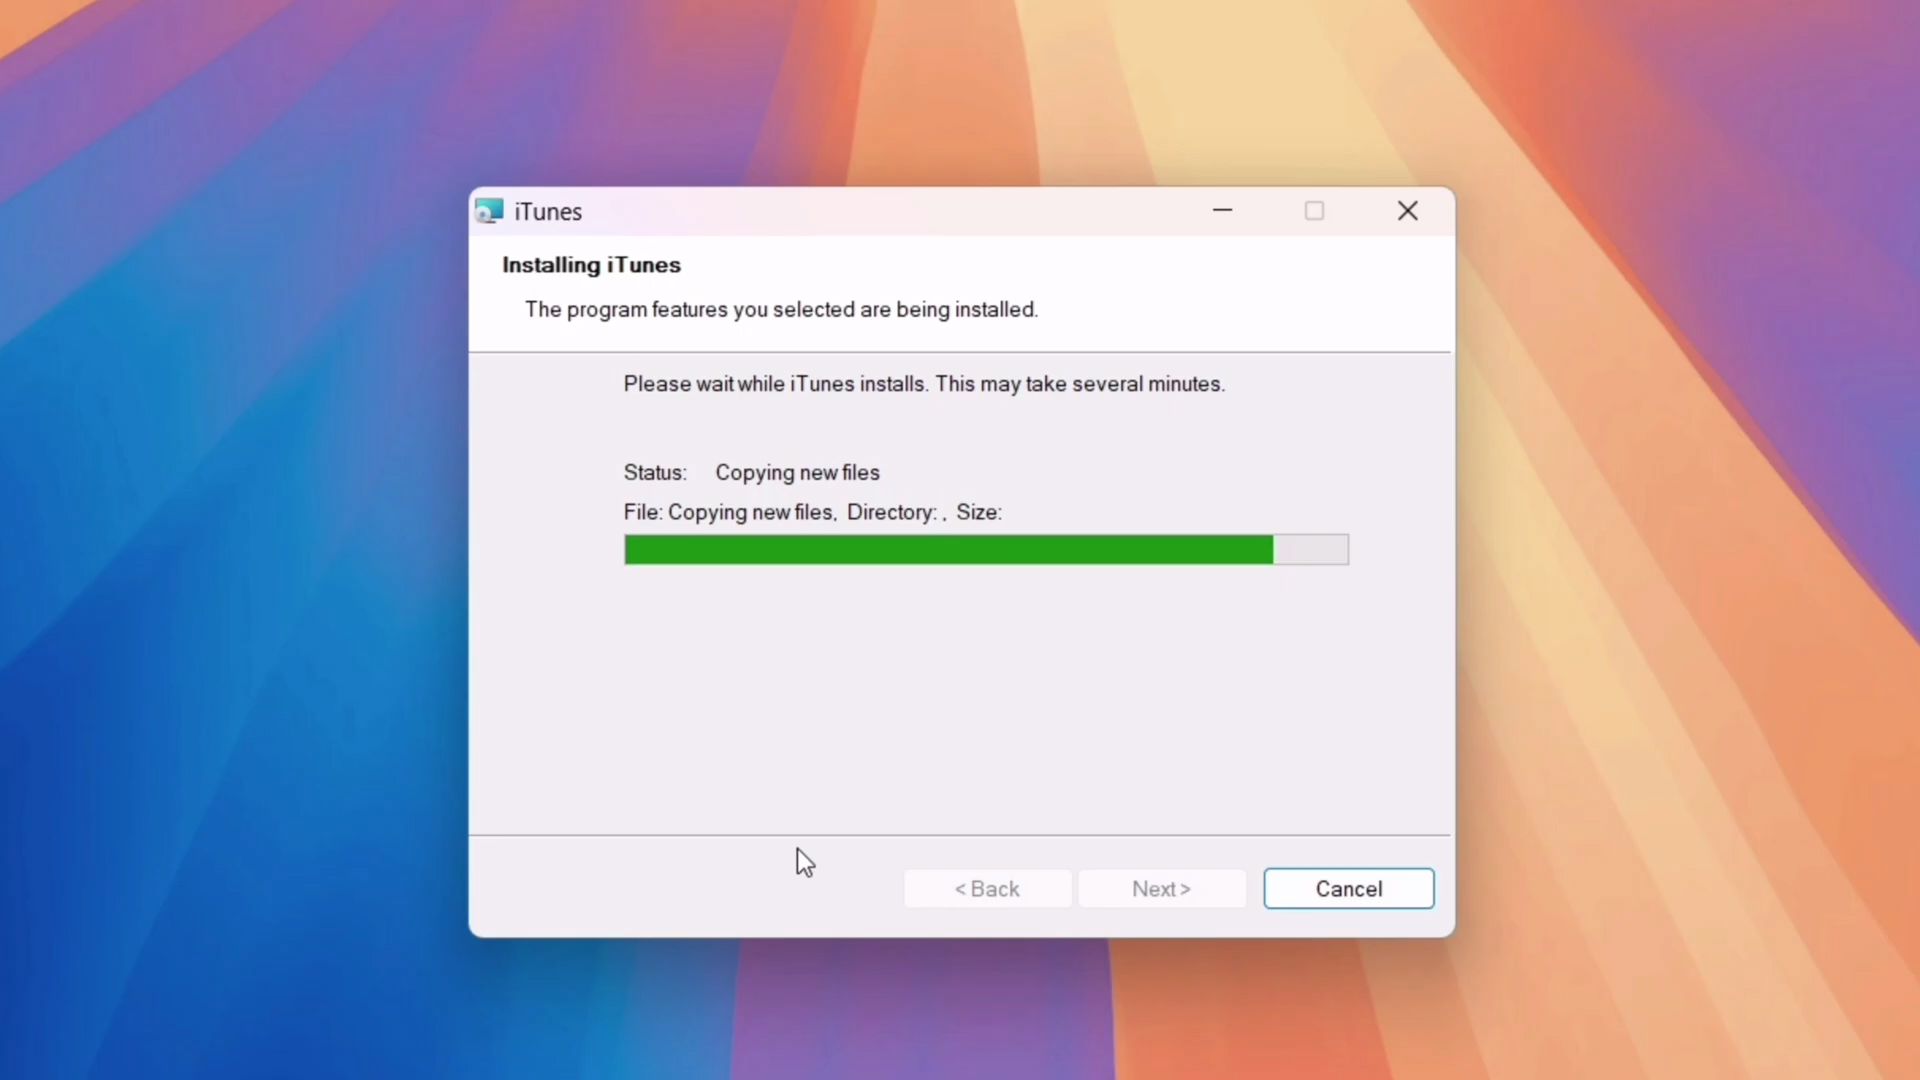 iTunes
Installing iTunes
The program features you selected are being installed.
Please wait while iTunes installs. This may take several minutes.
Status: Copying new files
File: Copying new files, Directory: , Size:
< Back Next > Cancel